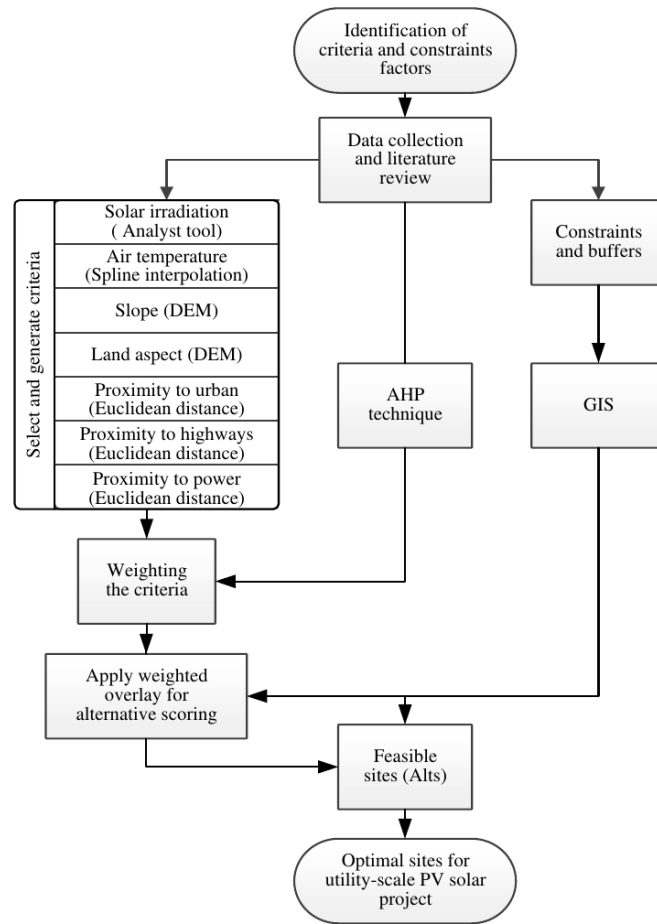 Identification of
criteria and constraints
factors
Data collection
and literature
review
Select and generate criteria
Solar irradiation
( Analyst tool)
Air temperature
(Spline interpolation)
Slope (DEM)
Land aspect (DEM)
Proximity to urban
(Euclidean distance)
Proximity to highways
(Euclidean distance)
Proximity to power
(Euclidean distance)
Constraints
and buffers
AHP
technique
GIS
Weighting
the criteria
Apply weighted
overlay for
alternative scoring
Feasible
sites (Alts)
Optimal sites for
utility-scale PV solar
project